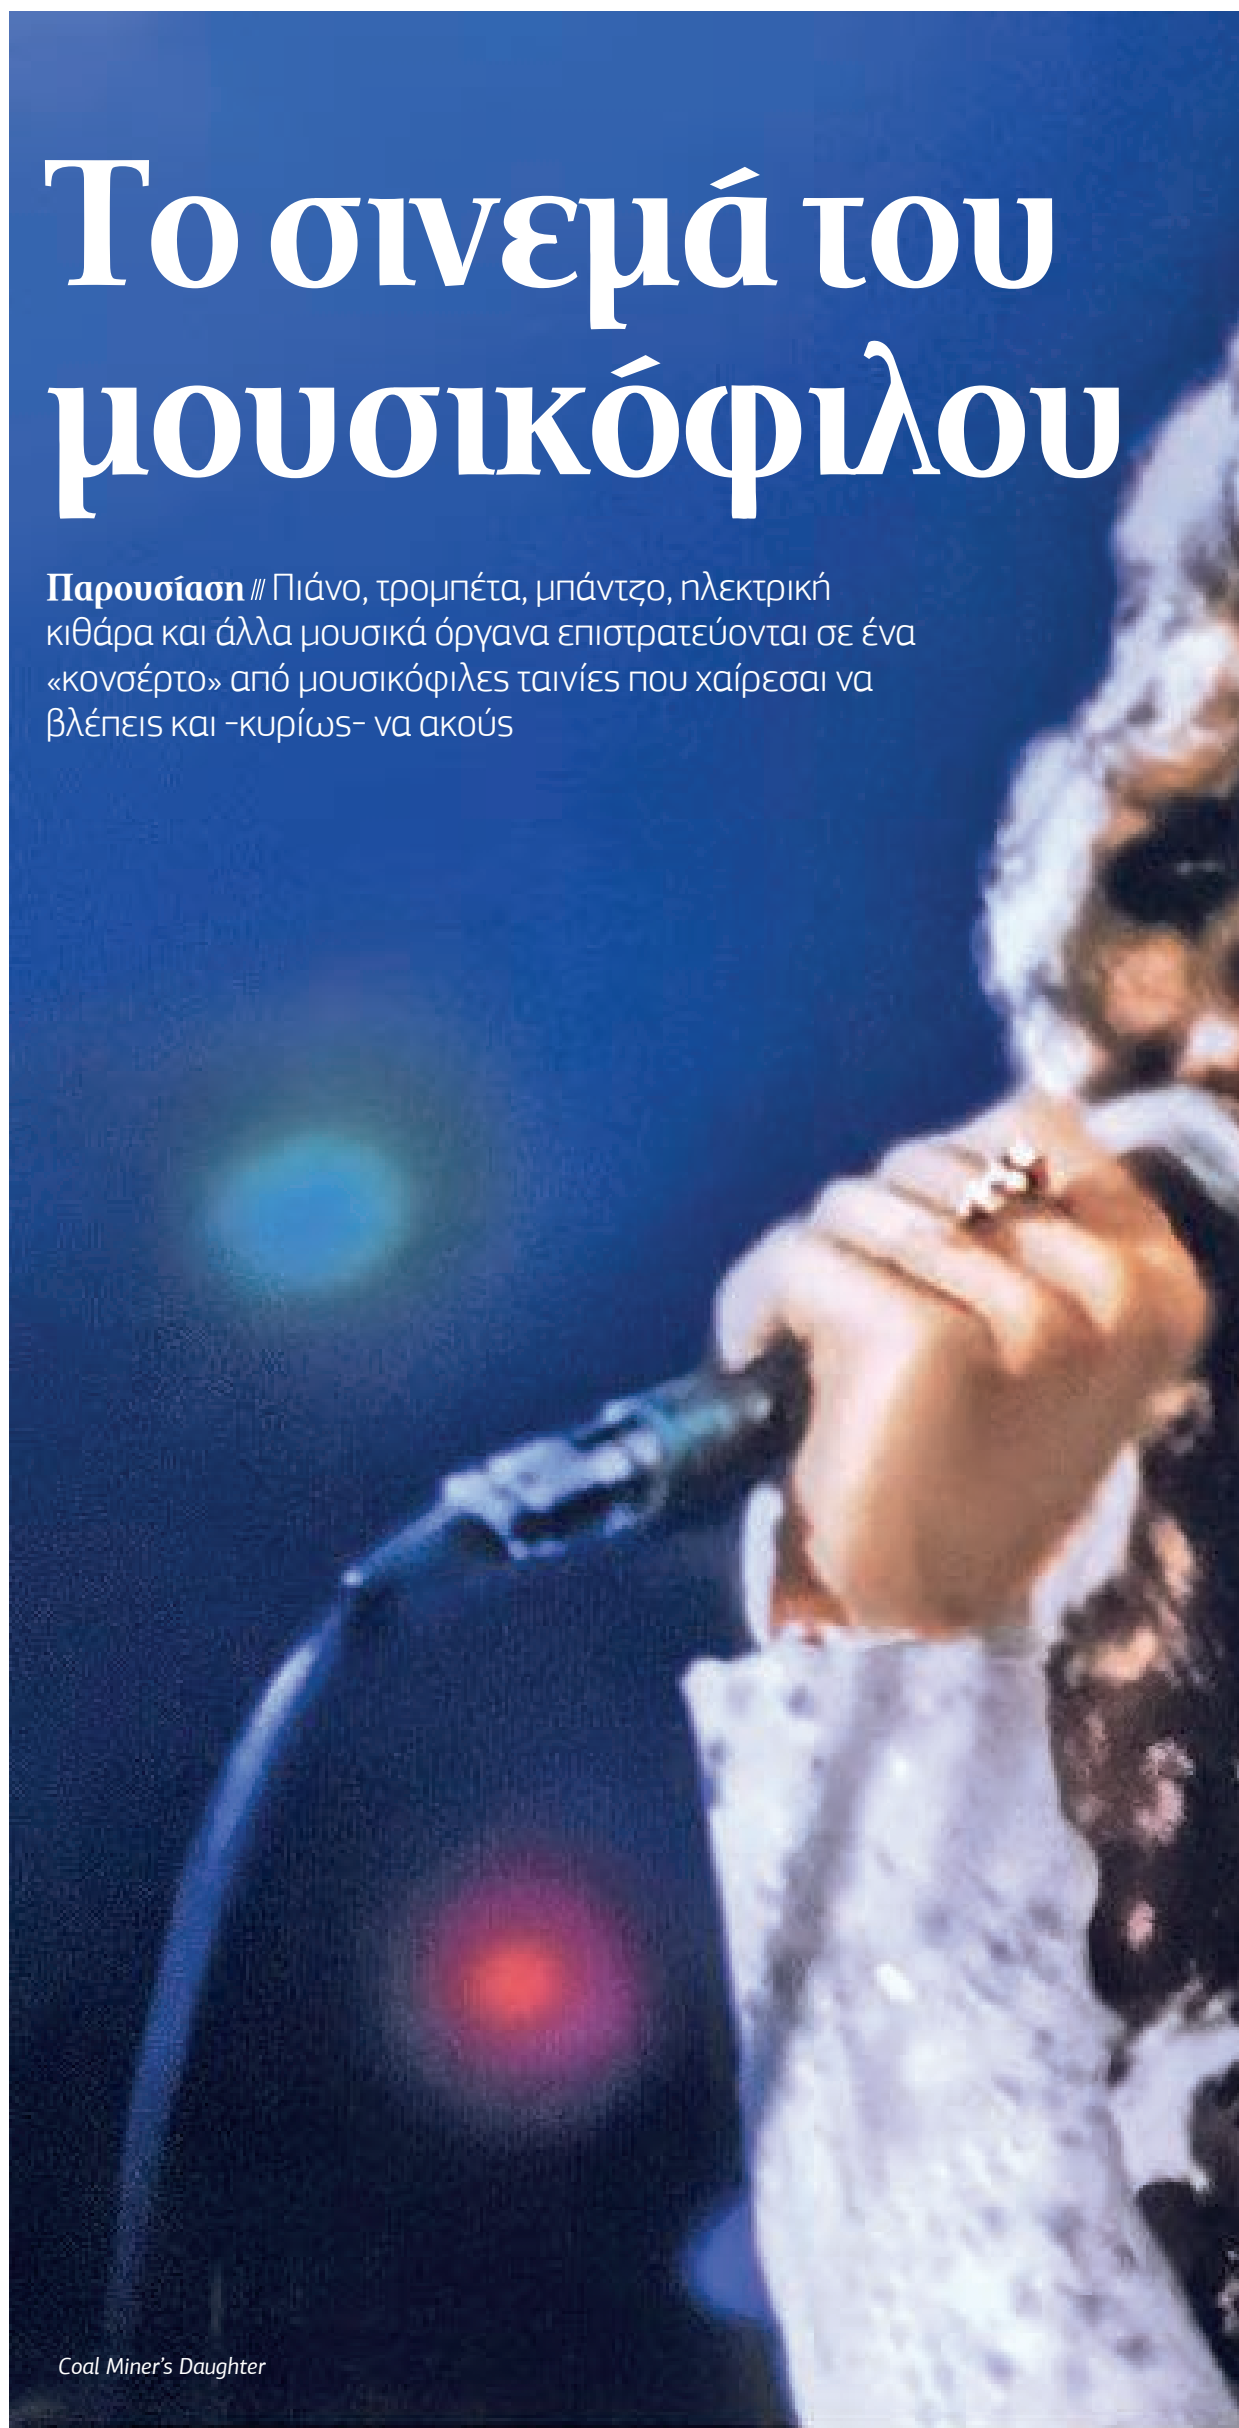 Το σινεμά του
μουσικόφιλου
Παρουσίαση /// Πιάνο, τρομπέτα, μπάντζο, ηλεκτρική
κιθάρα και άλλα μουσικά όργανα επιστρατεύονται σε ένα
«κονσέρτο» από μουσικόφιλες ταινίες που χαίρεσαι να
βλέπεις και -κυρίως- να ακούς
Coal Miner’s Daughter